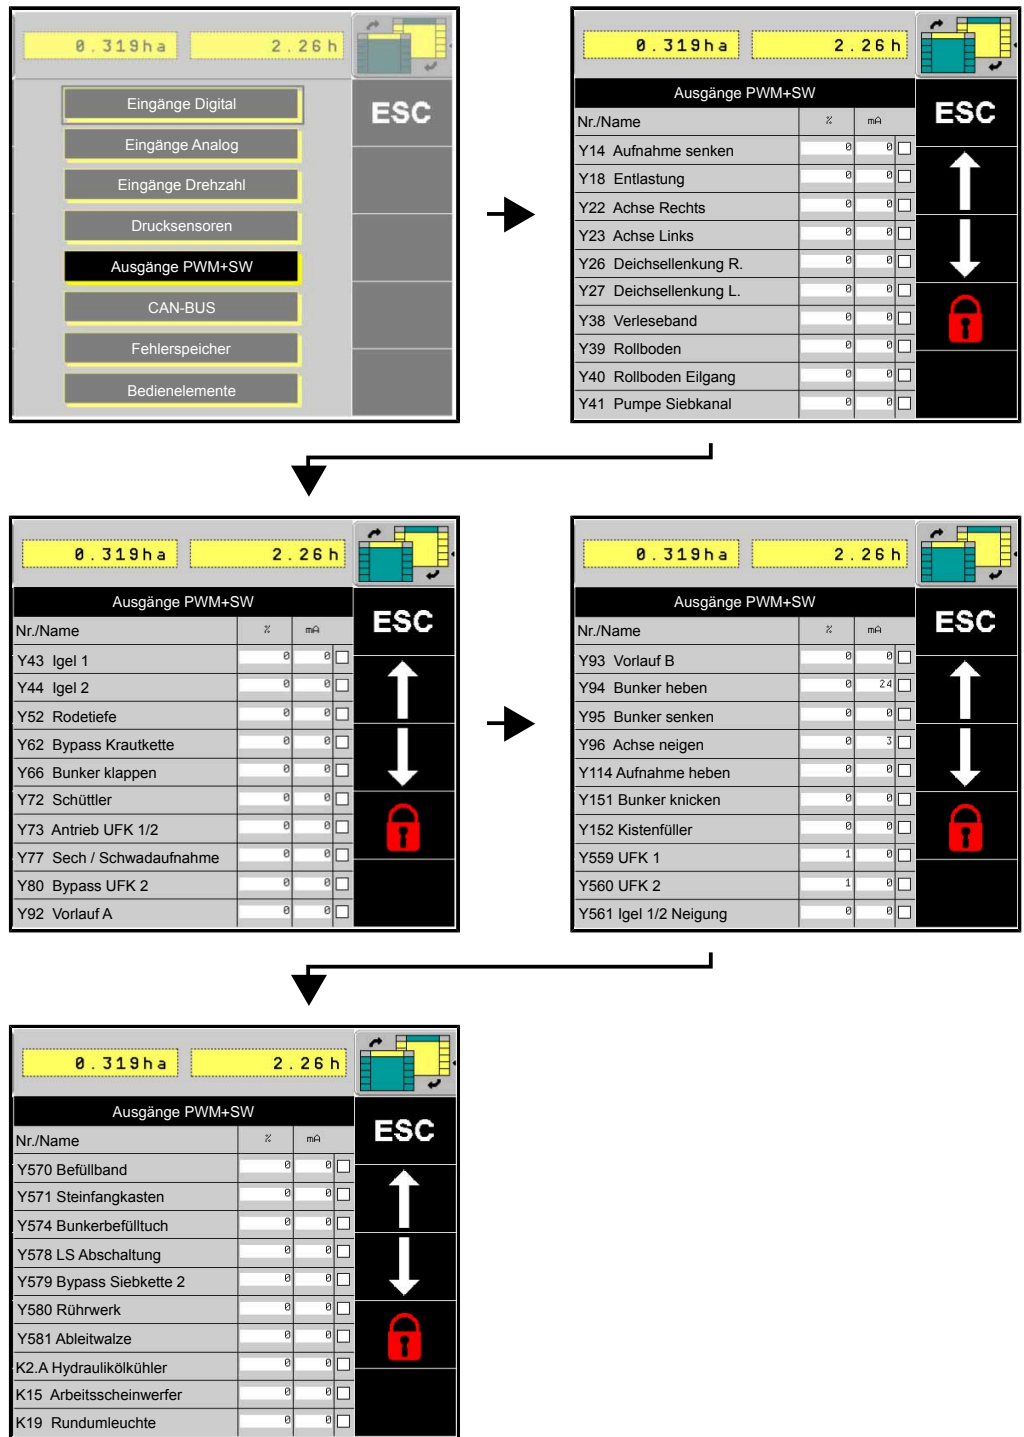 0.319ha 2.26h
Eingänge Digital
ESC
Eingänge Analog
Eingänge Drehzahl
Drucksensoren
Ausgänge PWM+SW
CAN-BUS
Fehlerspeicher
Bedienelemente
0.319ha 2.26h
Ausgänge PWM+SW
ESC
Nr./Name % mA
Y14 Aufnahme senken 0 0
Y18 Entlastung 0 0
Y22 Achse Rechts 0 0
Y23 Achse Links 0 0
Y26 Deichsellenkung R. 0 0
Y27 Deichsellenkung L. 0 0
Y38 Verleseband 0 0
Y39 Rollboden 0 0
Y40 Rollboden Eilgang 0 0
Y41 Pumpe Siebkanal 0 0
0.319ha 2.26h
Ausgänge PWM+SW
ESC
Nr./Name % mA
Y43 Igel 1 0 0
Y44 Igel 2 0 0
Y52 Rodetiefe 0 0
Y62 Bypass Krautkette 0 0
Y66 Bunker klappen 0 0
Y72 Schüttler 0 0
Y73 Antrieb UFK 1/2 0 0
Y77 Sech / Schwadaufnahme 0 0
Y80 Bypass UFK 2 0 0
Y92 Vorlauf A 0 0
0.319ha 2.26h
Ausgänge PWM+SW
ESC
Nr./Name % mA
Y93 Vorlauf B 0 0
Y94 Bunker heben 0 24
Y95 Bunker senken 0 0
Y96 Achse neigen 0 3
Y114 Aufnahme heben 0 0
Y151 Bunker knicken 0 0
Y152 Kistenfüller 0 0
Y559 UFK 1 1 0
Y560 UFK 2 1 0
Y561 Igel 1/2 Neigung 0 0
0.319ha 2.26h
Ausgänge PWM+SW
ESC
Nr./Name % mA
Y570 Befüllband 0 0
Y571 Steinfangkasten 0 0
Y574 Bunkerbefülltuch 0 0
Y578 LS Abschaltung 0 0
Y579 Bypass Siebkette 2 0 0
Y580 Rührwerk 0 0
Y581 Ableitwalze 0 0
K2.A Hydraulikölkühler 0 0
K15 Arbeitsscheinwerfer 0 0
K19 Rundumleuchte 0 0